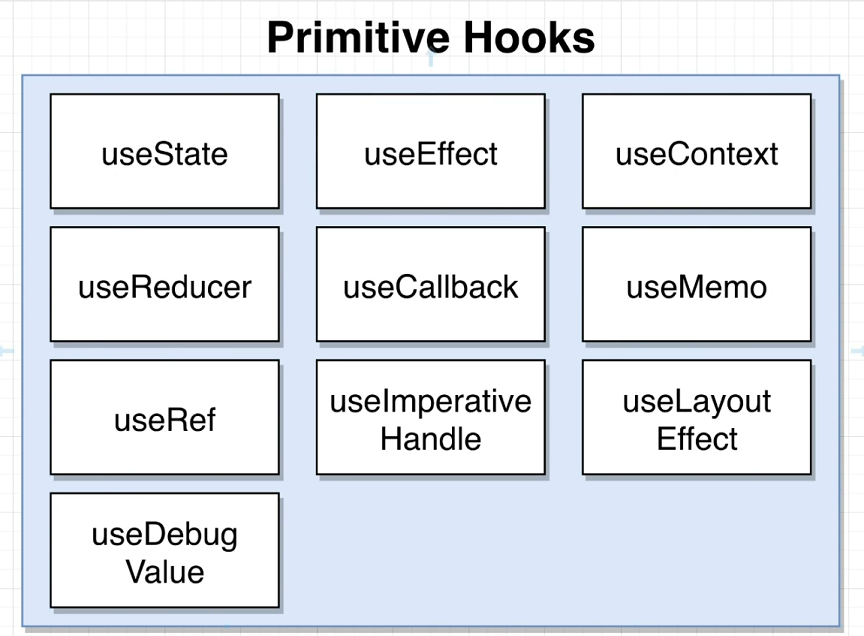 Primitive Hooks
useState
useEffect
useContext
useReducer
useCallback
useMemo
useRef
useImperative
Handle
useLayout
Effect
useDebug
Value